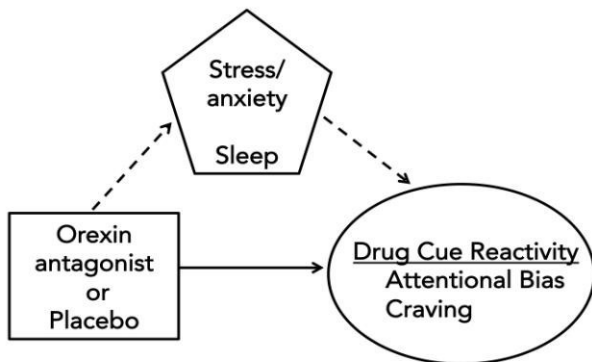 Stress/
anxiety
Sleep
Orexin
antagonist
or
Placebo
Drug Cue Reactivity
Attentional Bias
Craving